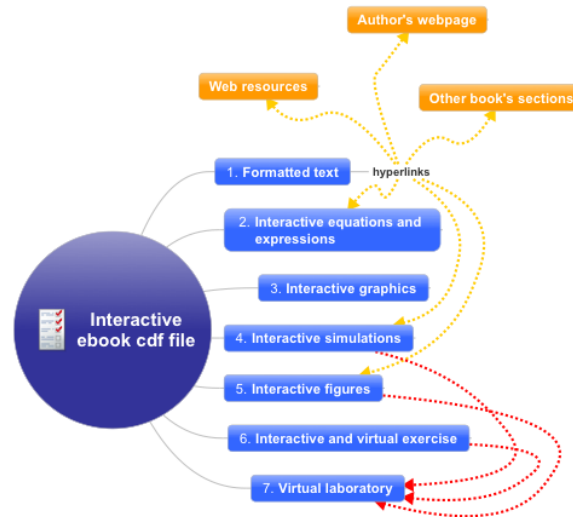 Author's webpage
Web resources
Other book's sections
1. Formatted text
hyperlinks
2. Interactive equations and
expressions
3. Interactive graphics
Interactive
ebook cdf file
4. Interactive simulations
5. Interactive figures
6. Interactive and virtual exercise
7. Virtual laboratory